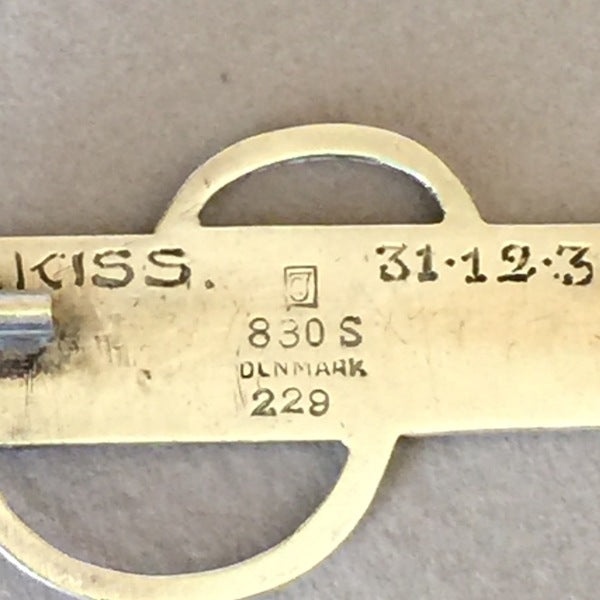 KISS. 31·12·3
830 S
DENMARK
229